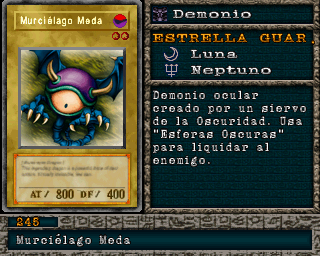 Murciélago Meda
AT/ 800 DF/ 400
Demonio
ESTRELLA GUAR.
Luna
Neptuno
Demonio ocular
creado por un siervo
de la Oscuridad. Usa
"Esferas Oscuras"
para liquidar al
enemigo.
245
Murciélago Meda